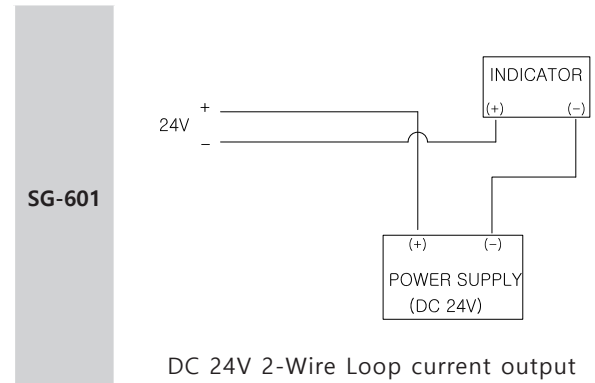 SG-601
INDICATOR
(+) (-)
+
24V
-
(+) (-)
POWER SUPPLY
(DC 24V)
DC 24V 2-Wire Loop current output